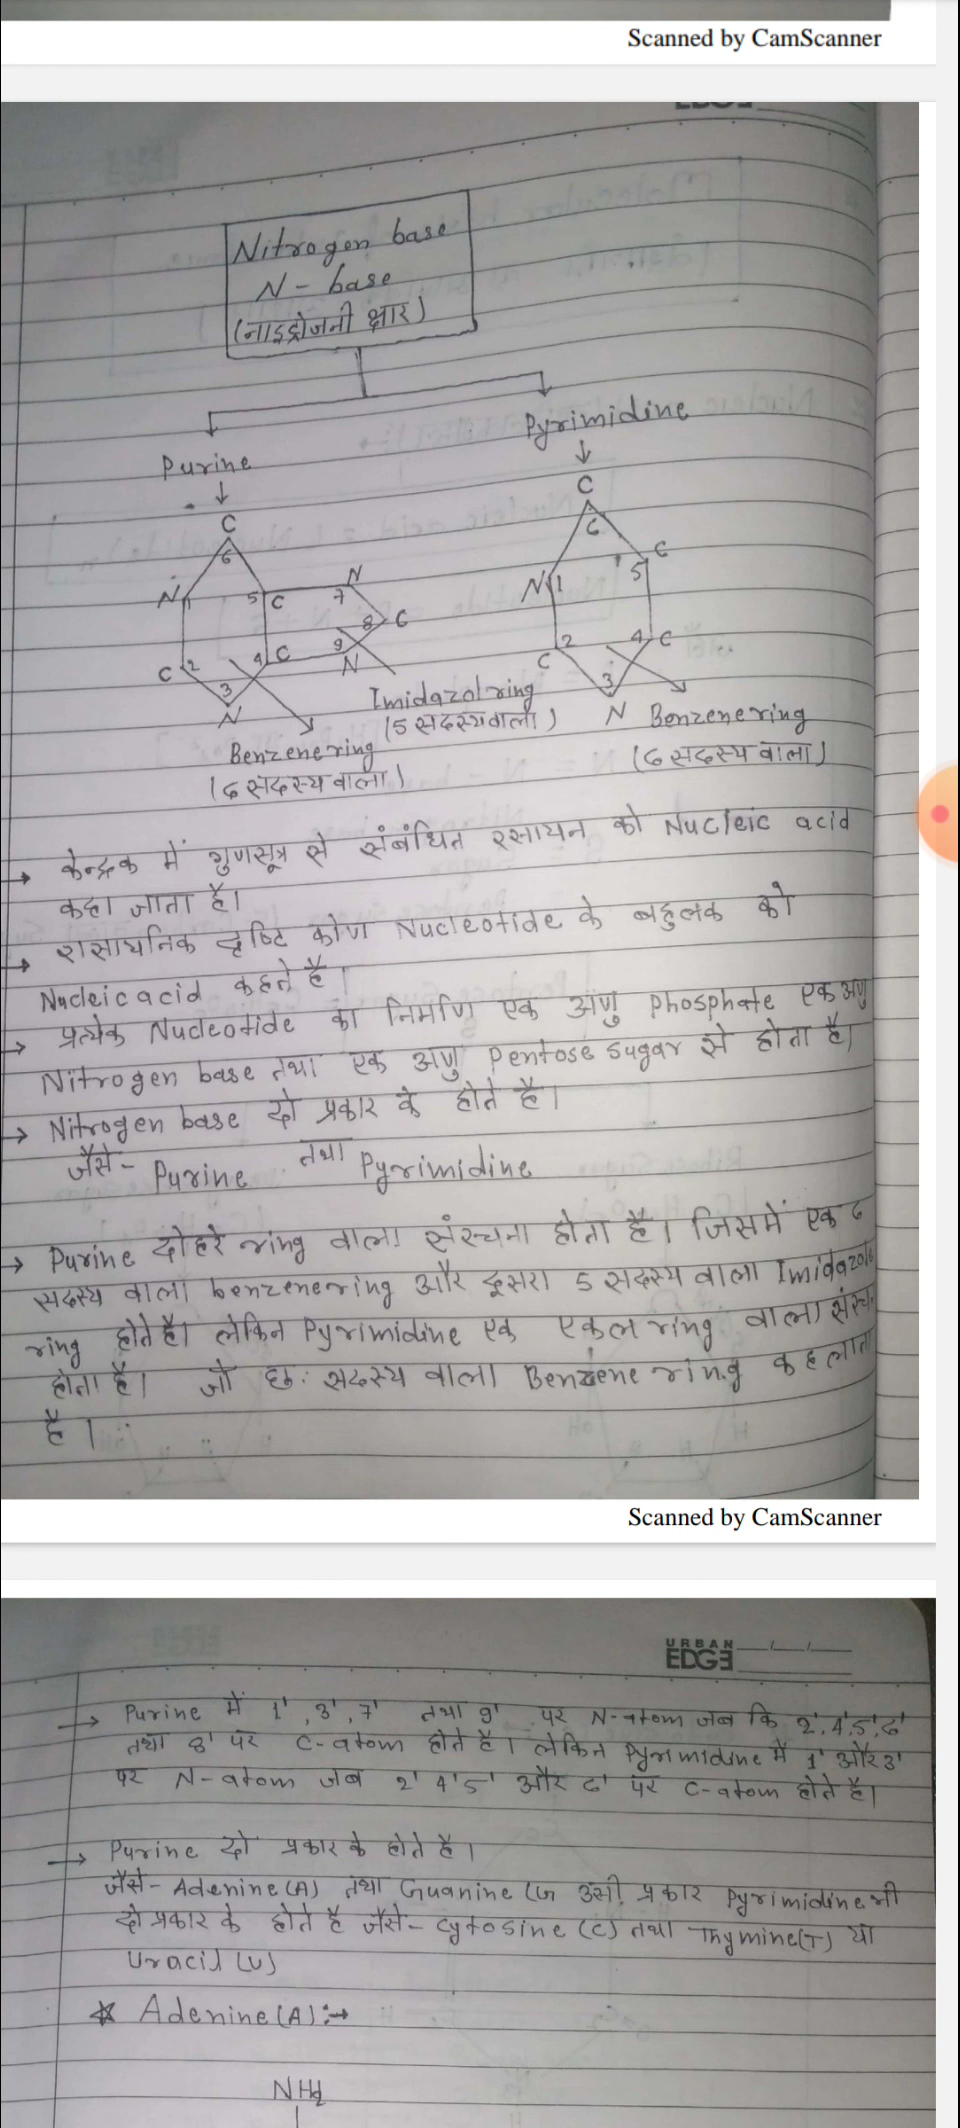 Scanned by CamScanner
Nitrogen base
N - base
(नाइट्रोजनी क्षार)
Purine
Pyrimidine
C
6
N 1
5 C
N
7
8 C
9
N
4 C
C 2
3
N
C
6
N 1
5 C
4 C
C 2
3
N
Imidazol ring
(5 सदस्यवाला)
Benzene ring
(6 सदस्य वाला)
Benzene ring
(6 सदस्य वाला)
→ केन्द्रक में गुणसूत्र से संबंधित रसायन को Nucleic acid
कहा जाता है।
→ रासायनिक दृष्टि कोण Nucleotide के बहुलक को
Nucleic acid कहते है।
→ प्रत्येक Nucleotide का निर्माण एक अणु phosphate एक अणु
Nitrogen base तथा एक अणु pentose sugar से होता है।
→ Nitrogen base दो प्रकार के होते है।
जैसे - Purine तथा Pyrimidine
→ Purine दोहरे ring वाला संरचना होता है। जिसमें एक 6
सदस्य वाला benzene ring और दूसरा 5 सदस्य वाला Imidazole
ring होते है। लेकिन Pyrimidine एक एकल ring वाला
होता है। जो छः सदस्य वाला Benzene ring कहलाता
है।
Scanned by CamScanner
URBAN
EDGE
→ Purine में 1', 3', 7' तथा 9' पर N-atom जब कि 2', 4', 5', 6'
तथा 8' पर C-atom होते है। लेकिन Pyrimidine में 1' और 3'
पर N-atom जब 2' 4' 5' और 6' पर C-atom होते है।
→ Purine दो प्रकार के होते है।
जैसे - Adenine (A) तथा Guanine (G उसी प्रकार Pyrimidine भी
दो प्रकार के होते है जैसे - Cytosine (C) तथा Thymine(T) या
Uracil (U)
* Adenine (A) :→
NH2